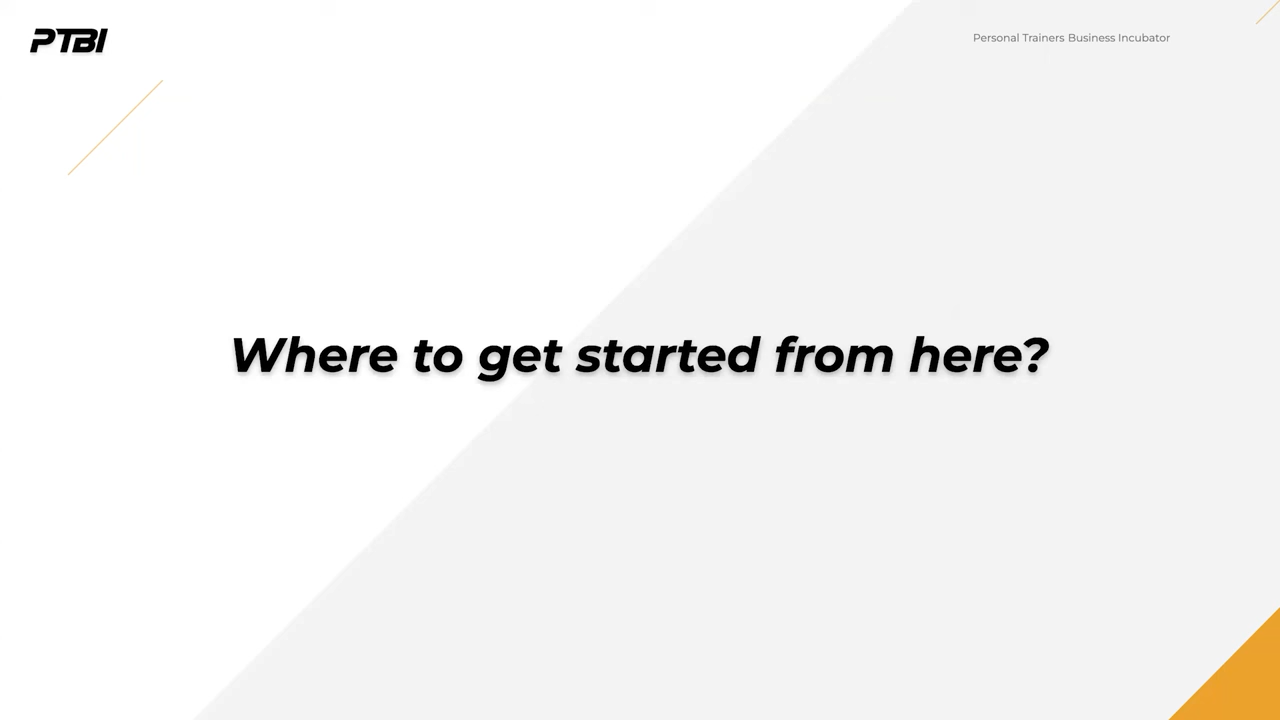 PTBI
Personal Trainers Business Incubator
Where to get started from here?